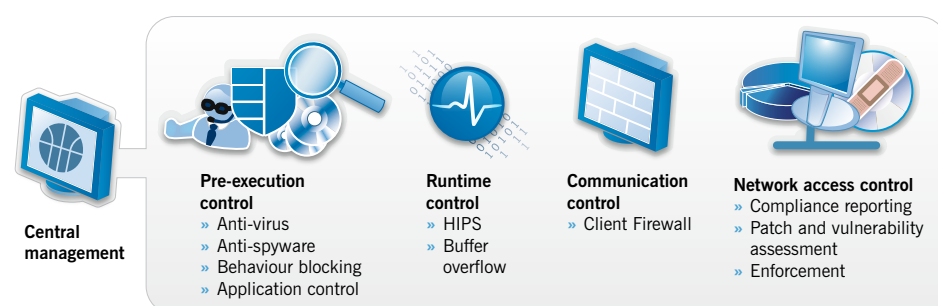 Central
management
Pre-execution
control
» Anti-virus
» Anti-spyware
» Behaviour blocking
» Application control
Runtime
control
» HIPS
» Buffer
overflow
Communication
control
» Client Firewall
Network access control
» Compliance reporting
» Patch and vulnerability
assessment
» Enforcement